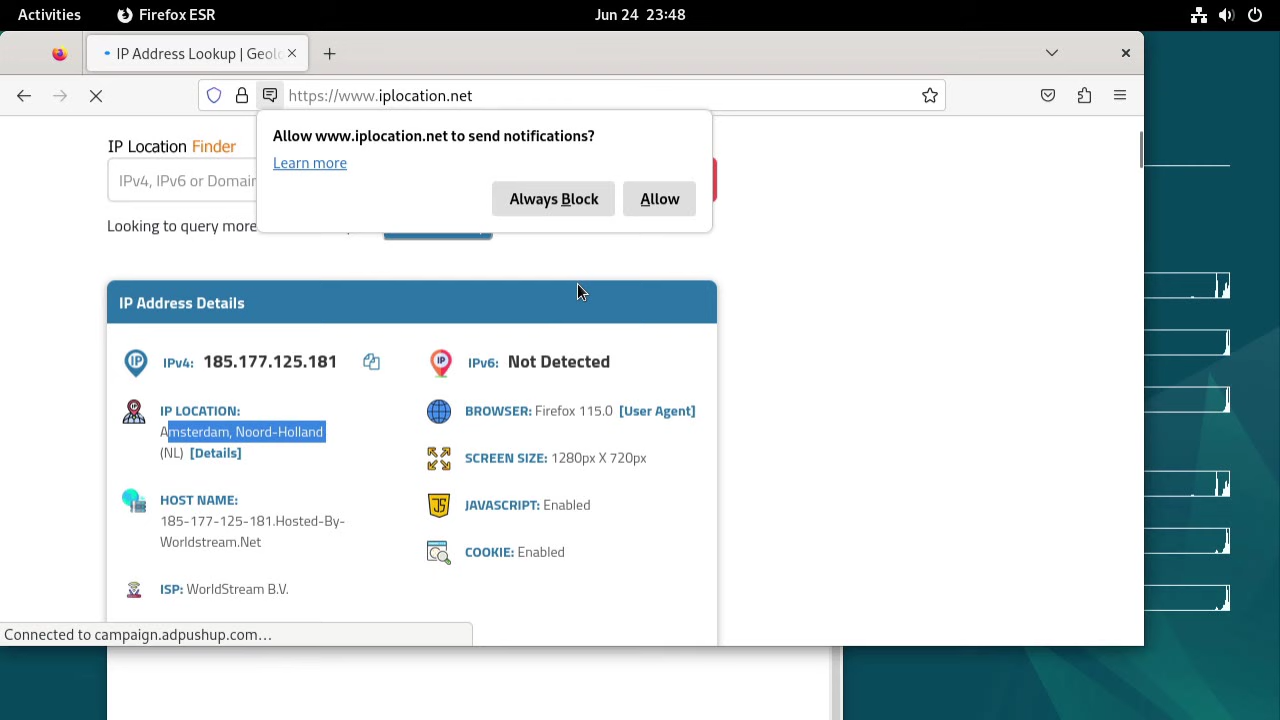 Activities
Firefox ESR
Jun 24 23:48
IP Address Lookup | Geolo
https://www.iplocation.net
Allow www.iplocation.net to send notifications?
Learn more
Always Block
Allow
IP Location Finder
IPv4, IPv6 or Domain
Looking to query more
IP Address Details
IPv4: 185.177.125.181
IPv6: Not Detected
IP LOCATION:
Amsterdam, Noord-Holland
(NL) [Details]
BROWSER: Firefox 115.0 [User Agent]
SCREEN SIZE: 1280px X 720px
HOST NAME:
185-177-125-181.Hosted-By-
Worldstream.Net
JAVASCRIPT: Enabled
COOKIE: Enabled
ISP: WorldStream B.V.
Connected to campaign.adpushup.com…